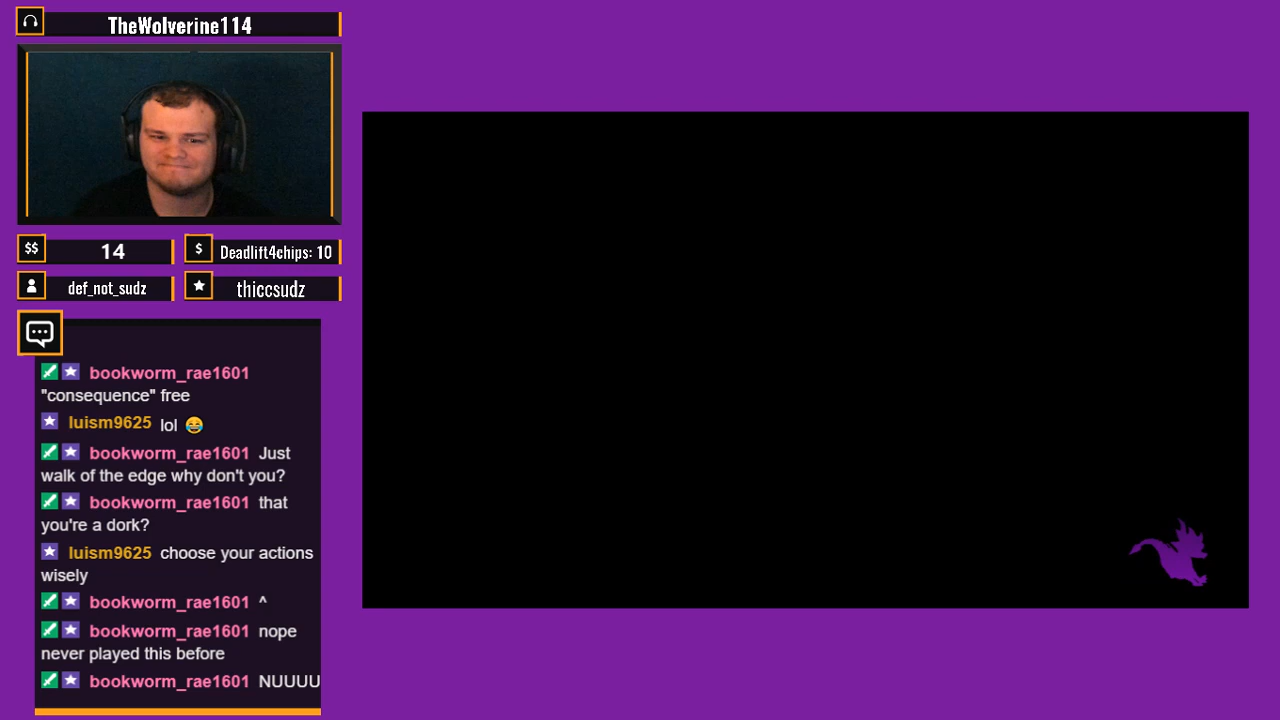 TheWolverine114
$$ 14
$ Deadlift4chips: 10
def_not_sudz
thiccsudz
bookworm_rae1601
"consequence" free
luism9625 lol 😂
bookworm_rae1601 Just
walk of the edge why don't you?
bookworm_rae1601 that
you're a dork?
luism9625 choose your actions
wisely
bookworm_rae1601 ^
bookworm_rae1601 nope
never played this before
bookworm_rae1601 NUUUU